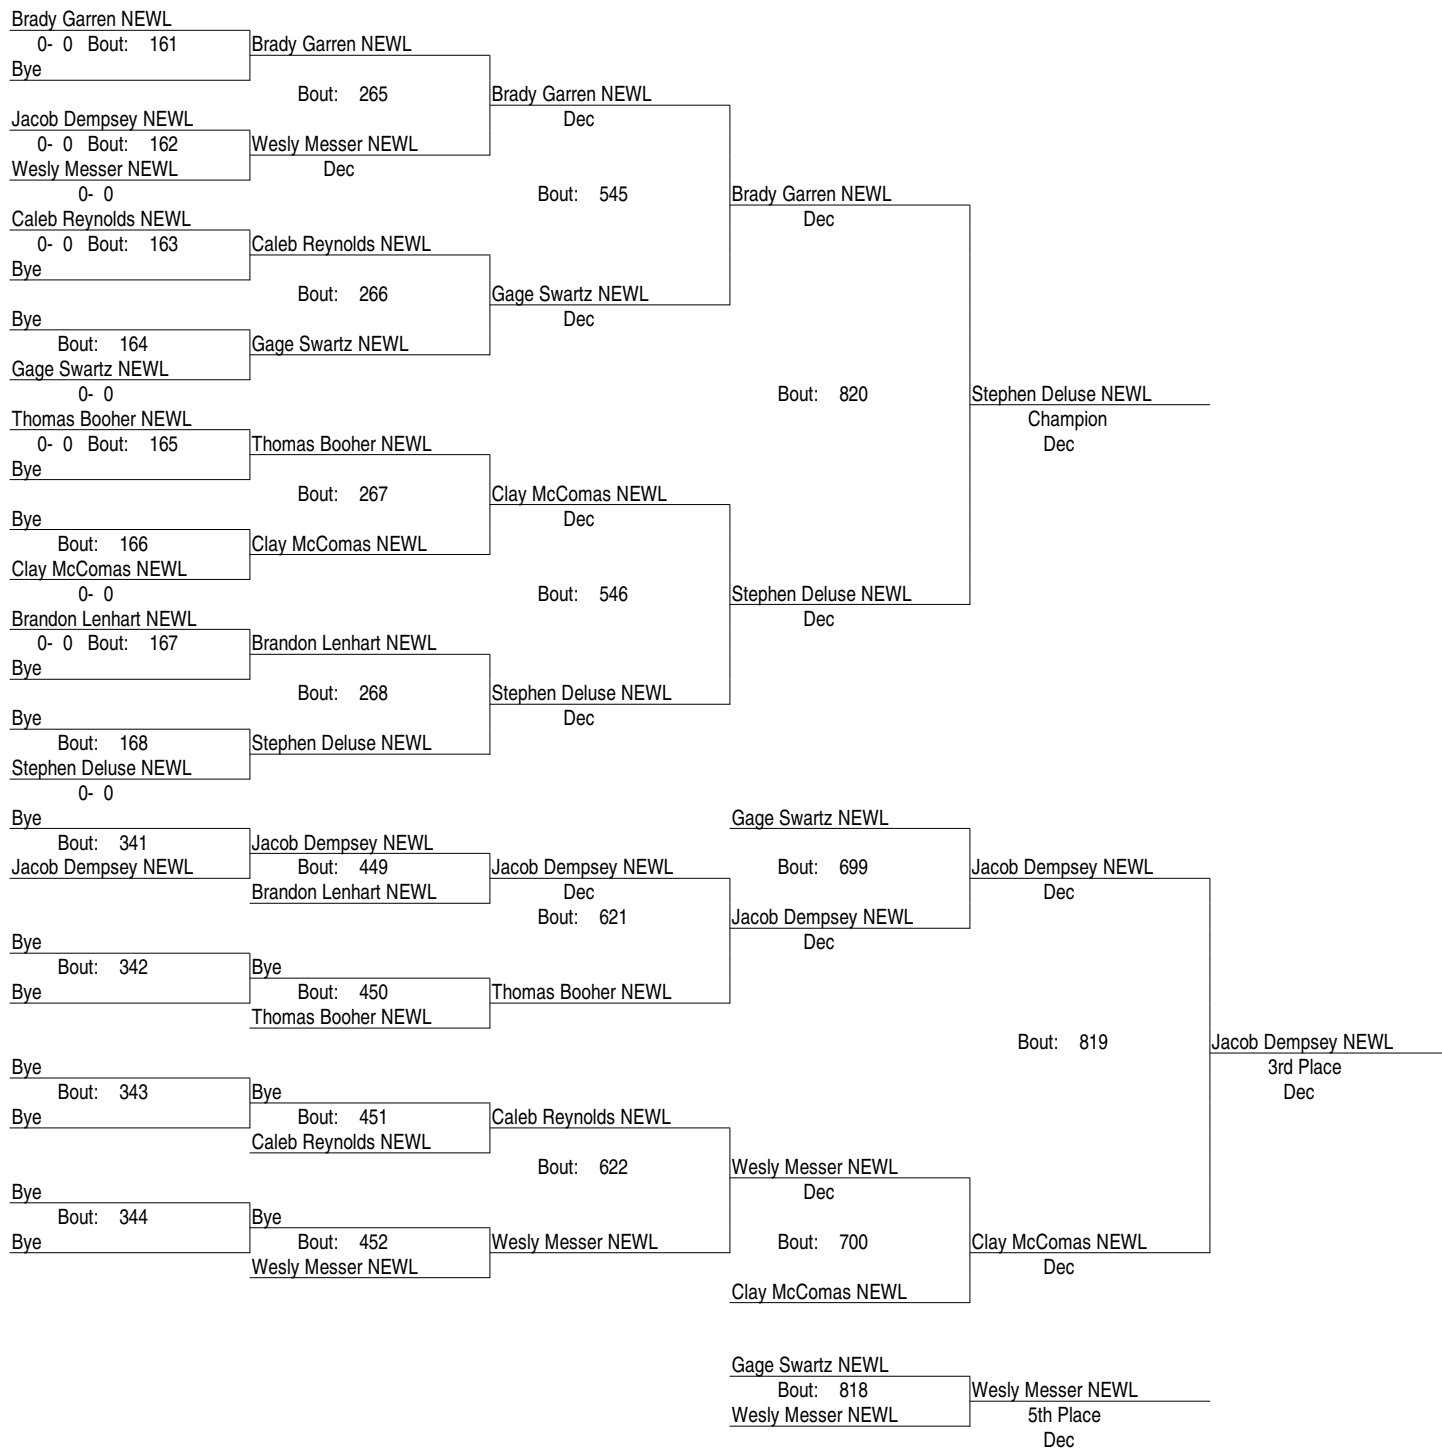 Brady Garren NEWL
0- 0 Bout: 161 Brady Garren NEWL
Bye
Bout: 265 Brady Garren NEWL
Jacob Dempsey NEWL Dec
0- 0 Bout: 162 Wesly Messer NEWL
Wesly Messer NEWL Dec
0- 0 Bout: 545 Brady Garren NEWL
Caleb Reynolds NEWL Dec
0- 0 Bout: 163 Caleb Reynolds NEWL
Bye
Bout: 266 Gage Swartz NEWL
Bye Dec
Bout: 164 Gage Swartz NEWL
Gage Swartz NEWL
0- 0 Bout: 820 Stephen Deluse NEWL
Thomas Booher NEWL Champion
0- 0 Bout: 165 Thomas Booher NEWL Dec
Bye
Bout: 267 Clay McComas NEWL
Bye Dec
Bout: 166 Clay McComas NEWL
Clay McComas NEWL
0- 0 Bout: 546 Stephen Deluse NEWL
Brandon Lenhart NEWL Dec
0- 0 Bout: 167 Brandon Lenhart NEWL
Bye
Bout: 268 Stephen Deluse NEWL
Bye Dec
Bout: 168 Stephen Deluse NEWL
Stephen Deluse NEWL
0- 0
Bye Gage Swartz NEWL
Bout: 341 Jacob Dempsey NEWL
Jacob Dempsey NEWL Bout: 449 Jacob Dempsey NEWL Bout: 699 Jacob Dempsey NEWL
Brandon Lenhart NEWL Dec Dec
Bout: 621 Jacob Dempsey NEWL
Bye Dec
Bout: 342 Bye
Bye Bout: 450 Thomas Booher NEWL
Thomas Booher NEWL
Bout: 819 Jacob Dempsey NEWL
Bye 3rd Place
Bout: 343 Bye Dec
Bye Bout: 451 Caleb Reynolds NEWL
Caleb Reynolds NEWL
Bout: 622 Wesly Messer NEWL
Bye Dec
Bout: 344 Bye
Bye Bout: 452 Wesly Messer NEWL Bout: 700 Clay McComas NEWL
Wesly Messer NEWL Dec
Clay McComas NEWL
Gage Swartz NEWL
Bout: 818 Wesly Messer NEWL
Wesly Messer NEWL 5th Place
Dec